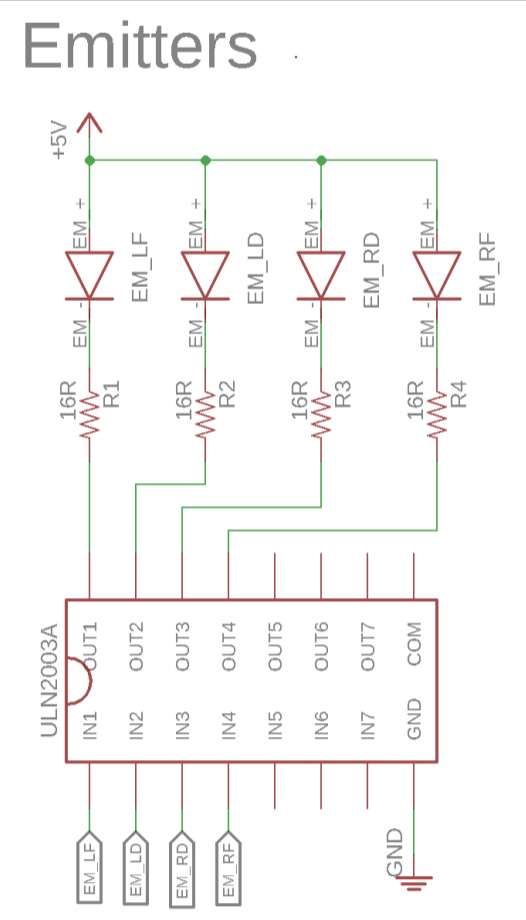 Emitters
+5V
EM +
EM +
EM +
EM +
EM_LF
EM_LD
EM_RD
EM_RF
EM -
EM -
EM -
EM -
16R
R1
16R
R2
16R
R3
16R
R4
ULN2003A
OUT1
OUT2
OUT3
OUT4
OUT5
OUT6
OUT7
COM
IN1
IN2
IN3
IN4
IN5
IN6
IN7
GND
EM_LF
EM_LD
EM_RD
EM_RF
GND